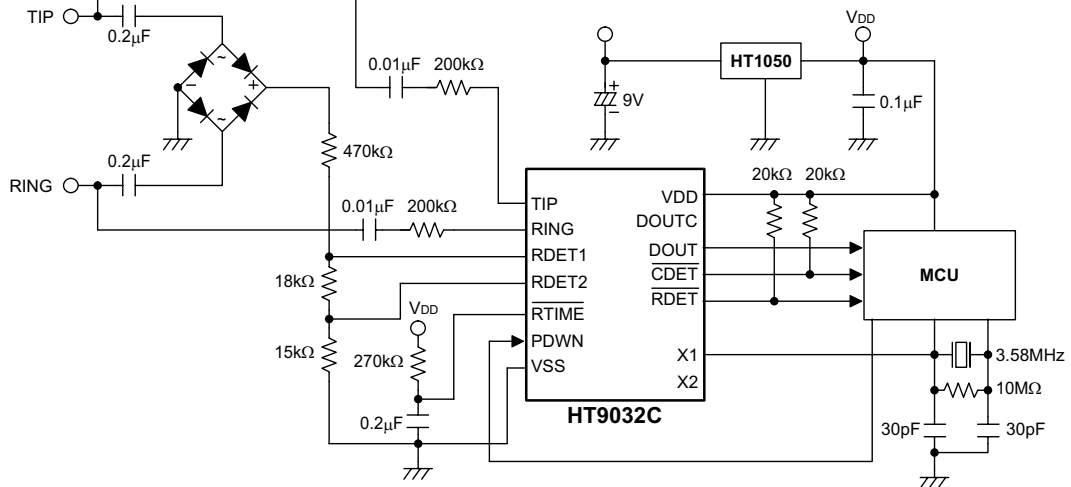 TIP
0.2μF
RING
0.2μF
470kΩ
18kΩ
15kΩ
0.01μF
200kΩ
0.01μF
200kΩ
VDD
270kΩ
0.2μF
TIP
RING
RDET1
RDET2
RTIME
PDWN
VSS
VDD
DOUTC
DOUT
CDET
RDET
X1
X2
HT9032C
9V
HT1050
VDD
0.1μF
20kΩ
20kΩ
MCU
3.58MHz
10MΩ
30pF
30pF
~
+
−
~
+
−